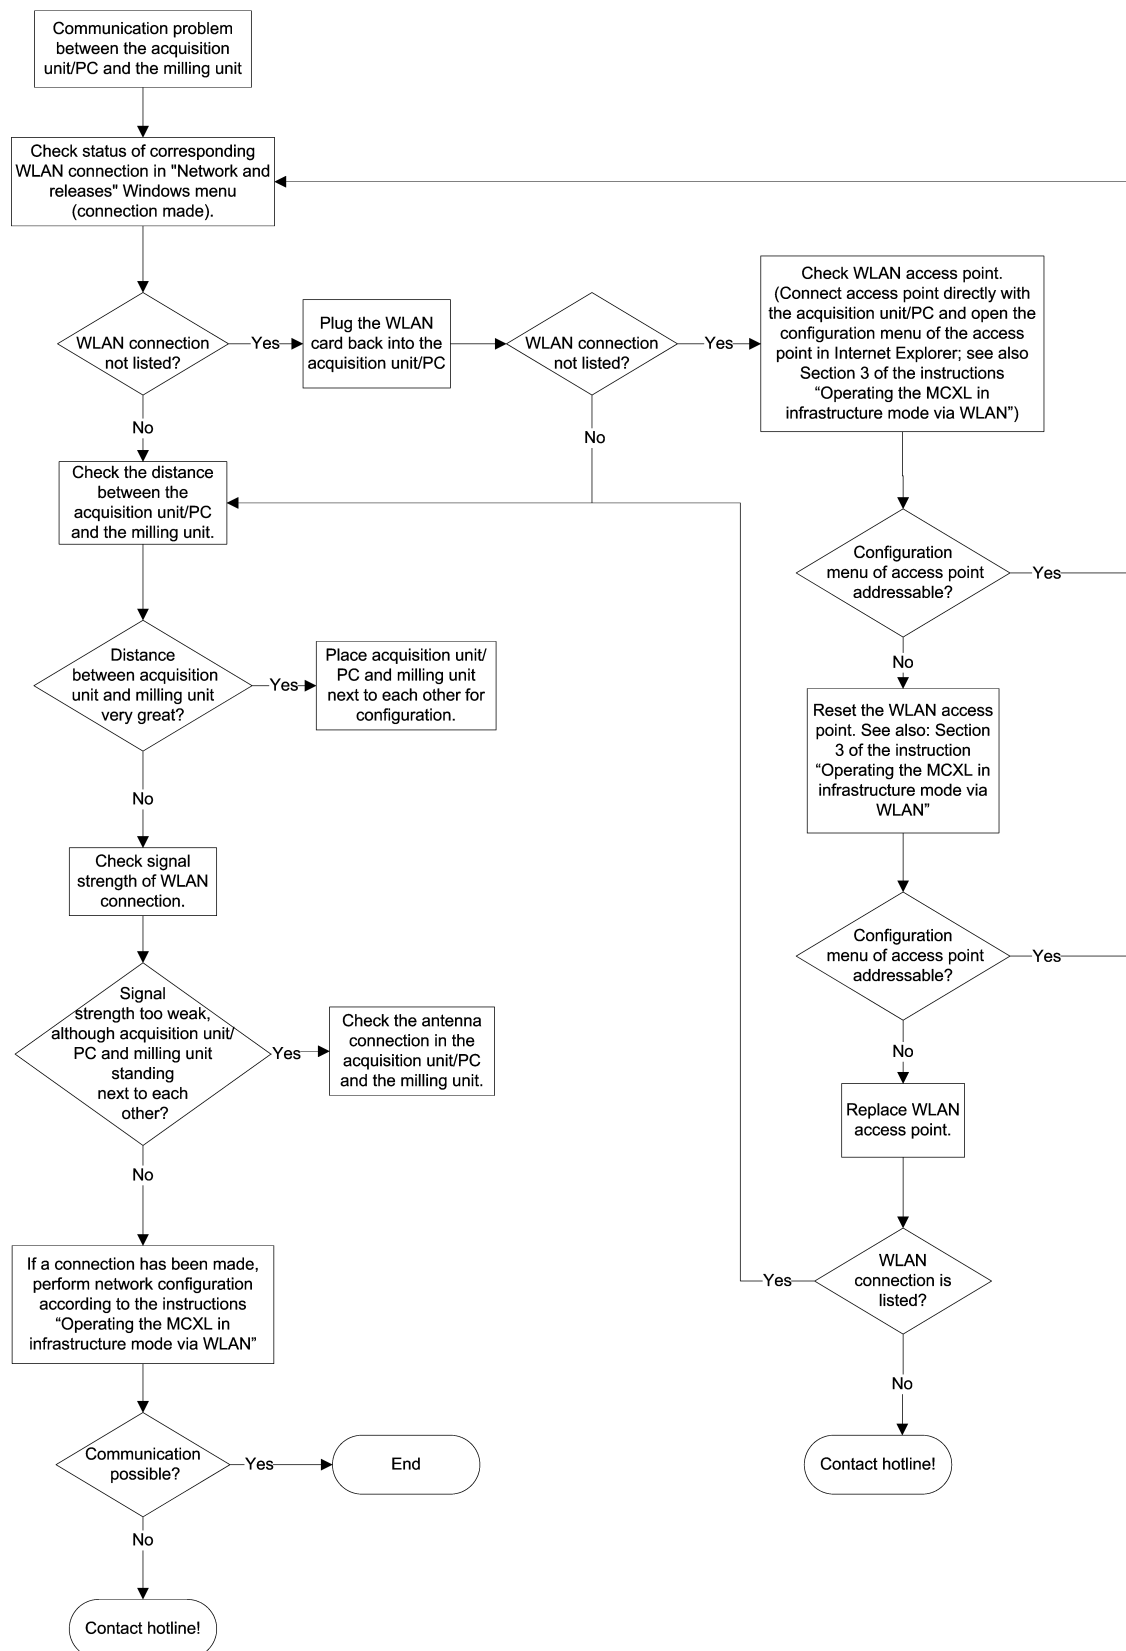 Communication problem
between the acquisition
unit/PC and the milling unit
Check status of corresponding
WLAN connection in "Network and
releases" Windows menu
(connection made).
WLAN connection
not listed?
Yes
Plug the WLAN
card back into the
acquisition unit/PC
WLAN connection
not listed?
Yes
Check WLAN access point.
(Connect access point directly with
the acquisition unit/PC and open the
configuration menu of the access
point in Internet Explorer; see also
Section 3 of the instructions
“Operating the MCXL in
infrastructure mode via WLAN”)
No
No
Check the distance
between the
acquisition unit/PC
and the milling unit.
Configuration
menu of access point
addressable?
Yes
Distance
between acquisition
unit and milling unit
very great?
Yes
Place acquisition unit/
PC and milling unit
next to each other for
configuration.
No
Reset the WLAN access
point. See also: Section
3 of the instruction
“Operating the MCXL in
infrastructure mode via
WLAN”
No
Check signal
strength of WLAN
connection.
Configuration
menu of access point
addressable?
Yes
Signal
strength too weak,
although acquisition unit/
PC and milling unit
standing
next to each
other?
Yes
Check the antenna
connection in the
acquisition unit/PC
and the milling unit.
No
Replace WLAN
access point.
No
If a connection has been made,
perform network configuration
according to the instructions
“Operating the MCXL in
infrastructure mode via WLAN”
WLAN
connection is
listed?
Yes
No
Communication
possible?
Yes
End
Contact hotline!
No
Contact hotline!